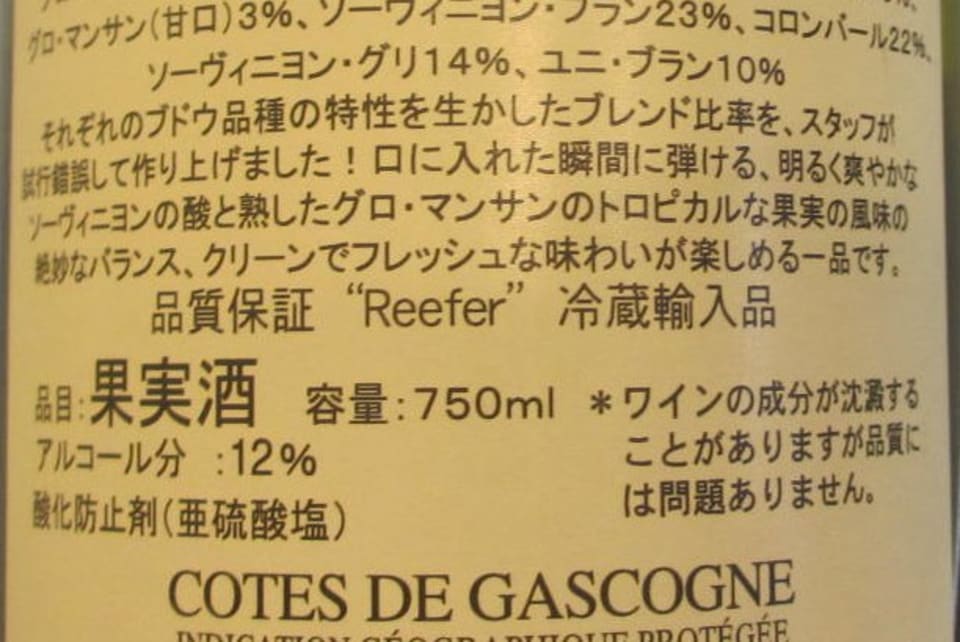 グロ・マンサン(甘口)3%、ソーヴィニヨン・ブラン23%、コロンバール22%、
ソーヴィニヨン・グリ14%、ユニ・ブラン10%
それぞれのブドウ品種の特性を生かしたブレンド比率を、スタッフが
試行錯誤して作り上げました！口に入れた瞬間に弾ける、明るく爽やかな
ソーヴィニヨンの酸と熟したグロ・マンサンのトロピカルな果実の風味の
絶妙なバランス、クリーンでフレッシュな味わいが楽しめる一品です。
品質保証 “Reefer” 冷蔵輸入品
品目:果実酒 容量:750ml *ワインの成分が沈澱する
アルコール分 :12% ことがありますが品質に
酸化防止剤(亜硫酸塩) は問題ありません。
COTES DE GASCOGNE
INDICATION GÉOGRAPHIQUE PROTÉGÉE